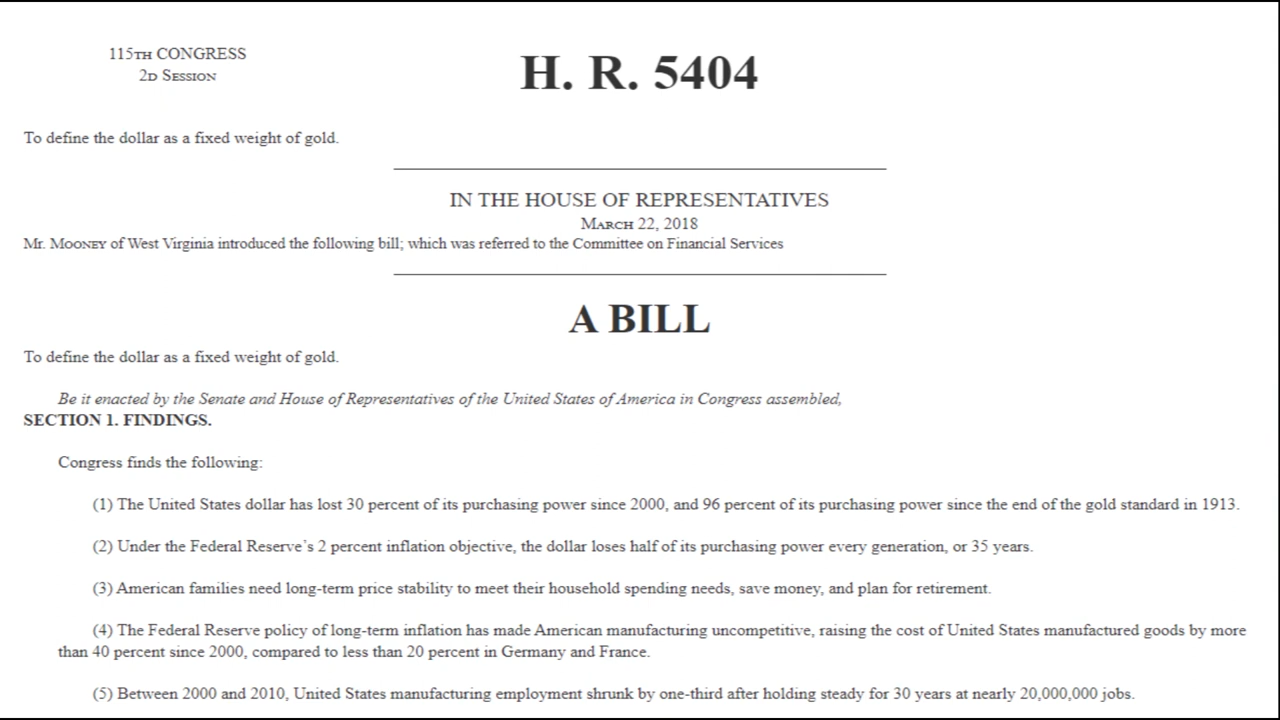 115TH CONGRESS
2D SESSION
H. R. 5404
To define the dollar as a fixed weight of gold.
IN THE HOUSE OF REPRESENTATIVES
MARCH 22, 2018
Mr. MOONEY of West Virginia introduced the following bill; which was referred to the Committee on Financial Services
A BILL
To define the dollar as a fixed weight of gold.
Be it enacted by the Senate and House of Representatives of the United States of America in Congress assembled,
SECTION 1. FINDINGS.
Congress finds the following:
(1) The United States dollar has lost 30 percent of its purchasing power since 2000, and 96 percent of its purchasing power since the end of the gold standard in 1913.
(2) Under the Federal Reserve's 2 percent inflation objective, the dollar loses half of its purchasing power every generation, or 35 years.
(3) American families need long-term price stability to meet their household spending needs, save money, and plan for retirement.
(4) The Federal Reserve policy of long-term inflation has made American manufacturing uncompetitive, raising the cost of United States manufactured goods by more
than 40 percent since 2000, compared to less than 20 percent in Germany and France.
(5) Between 2000 and 2010, United States manufacturing employment shrunk by one-third after holding steady for 30 years at nearly 20,000,000 jobs.